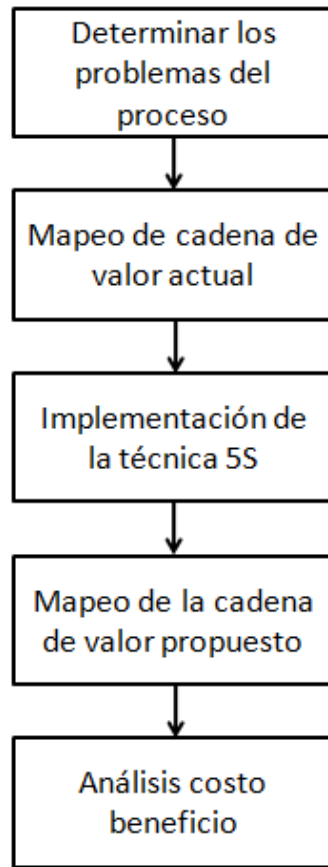 Determinar los
problemas del
proceso
Mapeo de cadena de
valor actual
Implementación de
la técnica 5S
Mapeo de la cadena
de valor propuesto
Análisis costo
beneficio